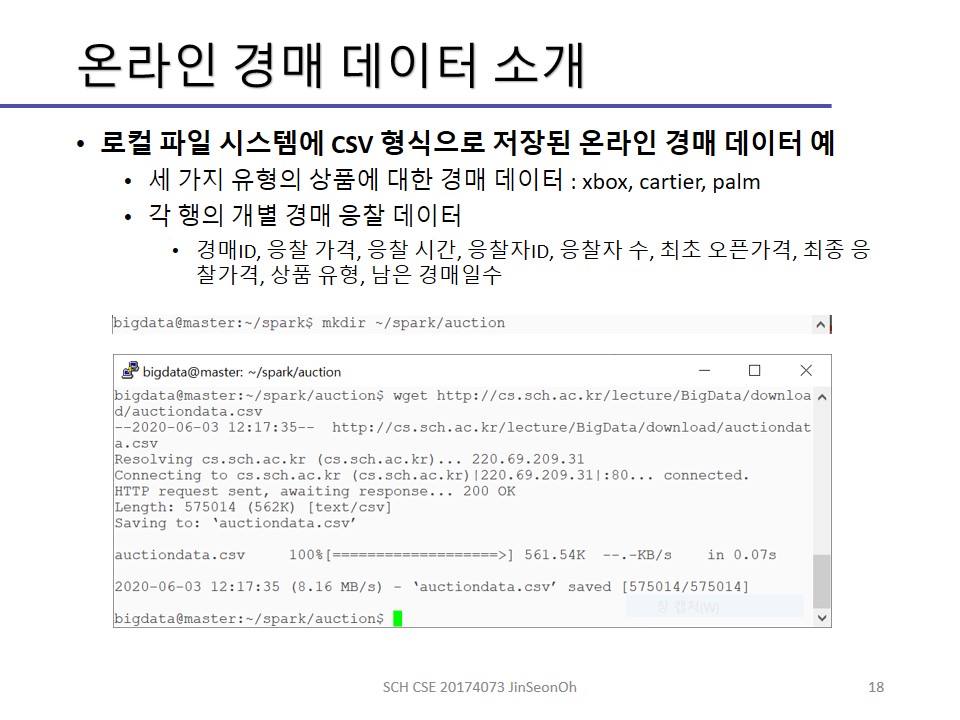 온라인 경매 데이터 소개
• 로컬 파일 시스템에 CSV 형식으로 저장된 온라인 경매 데이터 예
• 세 가지 유형의 상품에 대한 경매 데이터 : xbox, cartier, palm
• 각 행의 개별 경매 응찰 데이터
• 경매ID, 응찰 가격, 응찰 시간, 응찰자ID, 응찰자 수, 최초 오픈가격, 최종 응
찰가격, 상품 유형, 남은 경매일수
bigdata@master:~/spark$ mkdir ~/spark/auction
bigdata@master: ~/spark/auction
bigdata@master:~/spark/auction$ wget http://cs.sch.ac.kr/lecture/BigData/downloa
d/auctiondata.csv
--2020-06-03 12:17:35--  http://cs.sch.ac.kr/lecture/BigData/download/auctiondat
a.csv
Resolving cs.sch.ac.kr (cs.sch.ac.kr)... 220.69.209.31
Connecting to cs.sch.ac.kr (cs.sch.ac.kr)|220.69.209.31|:80... connected.
HTTP request sent, awaiting response... 200 OK
Length: 575014 (562K) [text/csv]
Saving to: ‘auctiondata.csv’
auctiondata.csv     100%[===================>] 561.54K  --.-KB/s    in 0.07s
2020-06-03 12:17:35 (8.16 MB/s) - ‘auctiondata.csv’ saved [575014/575014]
창 캡처(W)
bigdata@master:~/spark/auction$
SCH CSE 20174073 JinSeonOh
18